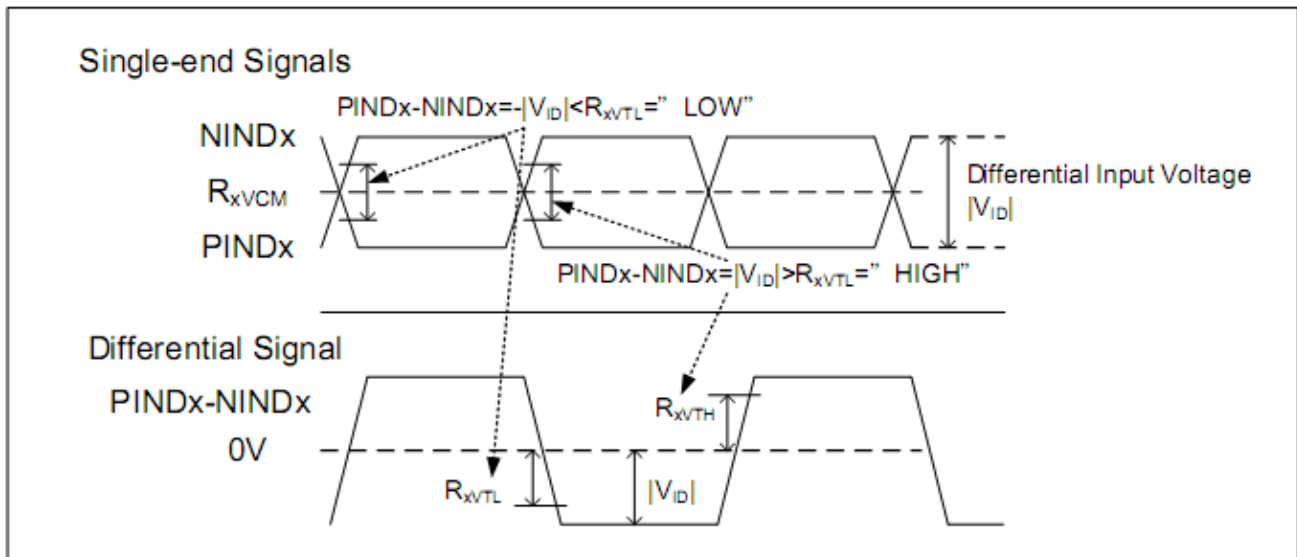 Single-end Signals
PINDx-NINDx=-|VID|<RxVTL=” LOW”
NINDx
RxVCM
PINDx
Differential Input Voltage
|VID|
PINDx-NINDx=|VID|>RxVTL=” HIGH”
Differential Signal
PINDx-NINDx
0V
RxVTH
RxVTL
|VID|